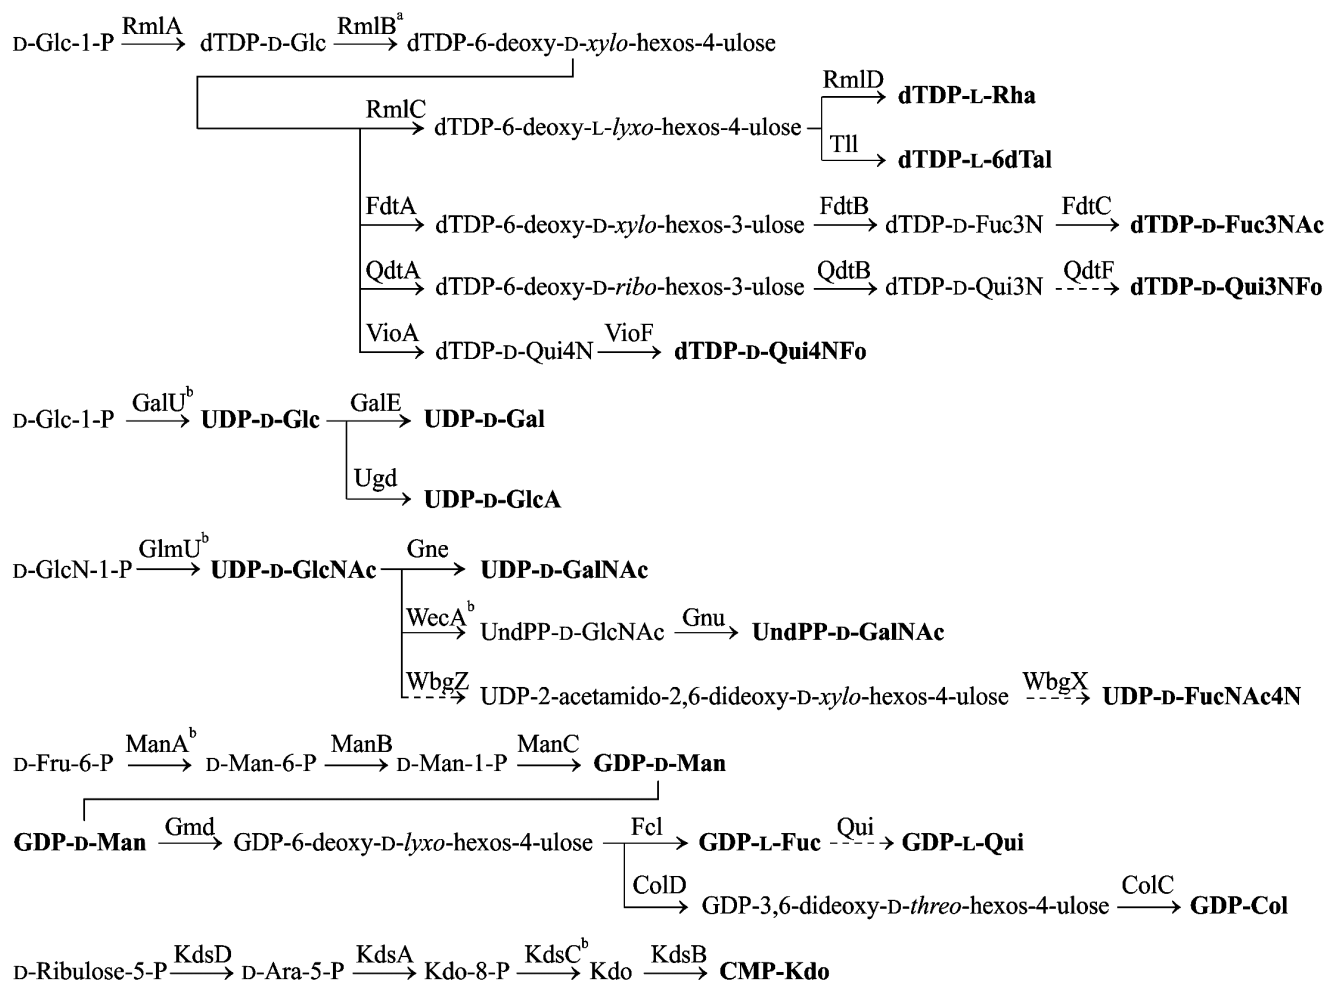 D-Glc-1-P RmlA dTDP-D-Glc RmlBᵃ dTDP-6-deoxy-D-xylo-hexos-4-ulose
RmlC dTDP-6-deoxy-L-lyxo-hexos-4-ulose RmlD dTDP-L-Rha
Tll dTDP-L-6dTal
FdtA dTDP-6-deoxy-D-xylo-hexos-3-ulose FdtB dTDP-D-Fuc3N FdtC dTDP-D-Fuc3NAc
QdtA dTDP-6-deoxy-D-ribo-hexos-3-ulose QdtB dTDP-D-Qui3N QdtF dTDP-D-Qui3NFo
VioA dTDP-D-Qui4N VioF dTDP-D-Qui4NFo
D-Glc-1-P GalUᵇ UDP-D-Glc GalE UDP-D-Gal
Ugd UDP-D-GlcA
D-GlcN-1-P GlmUᵇ UDP-D-GlcNAc Gne UDP-D-GalNAc
WecAᵇ UndPP-D-GlcNAc Gnu UndPP-D-GalNAc
WbgZ UDP-2-acetamido-2,6-dideoxy-D-xylo-hexos-4-ulose WbgX UDP-D-FucNAc4N
D-Fru-6-P ManAᵇ D-Man-6-P ManB D-Man-1-P ManC GDP-D-Man
GDP-D-Man Gmd GDP-6-deoxy-D-lyxo-hexos-4-ulose Fcl GDP-L-Fuc Qui GDP-L-Qui
ColD GDP-3,6-dideoxy-D-threo-hexos-4-ulose ColC GDP-Col
D-Ribulose-5-P KdsD D-Ara-5-P KdsA Kdo-8-P KdsCᵇ Kdo KdsB CMP-Kdo